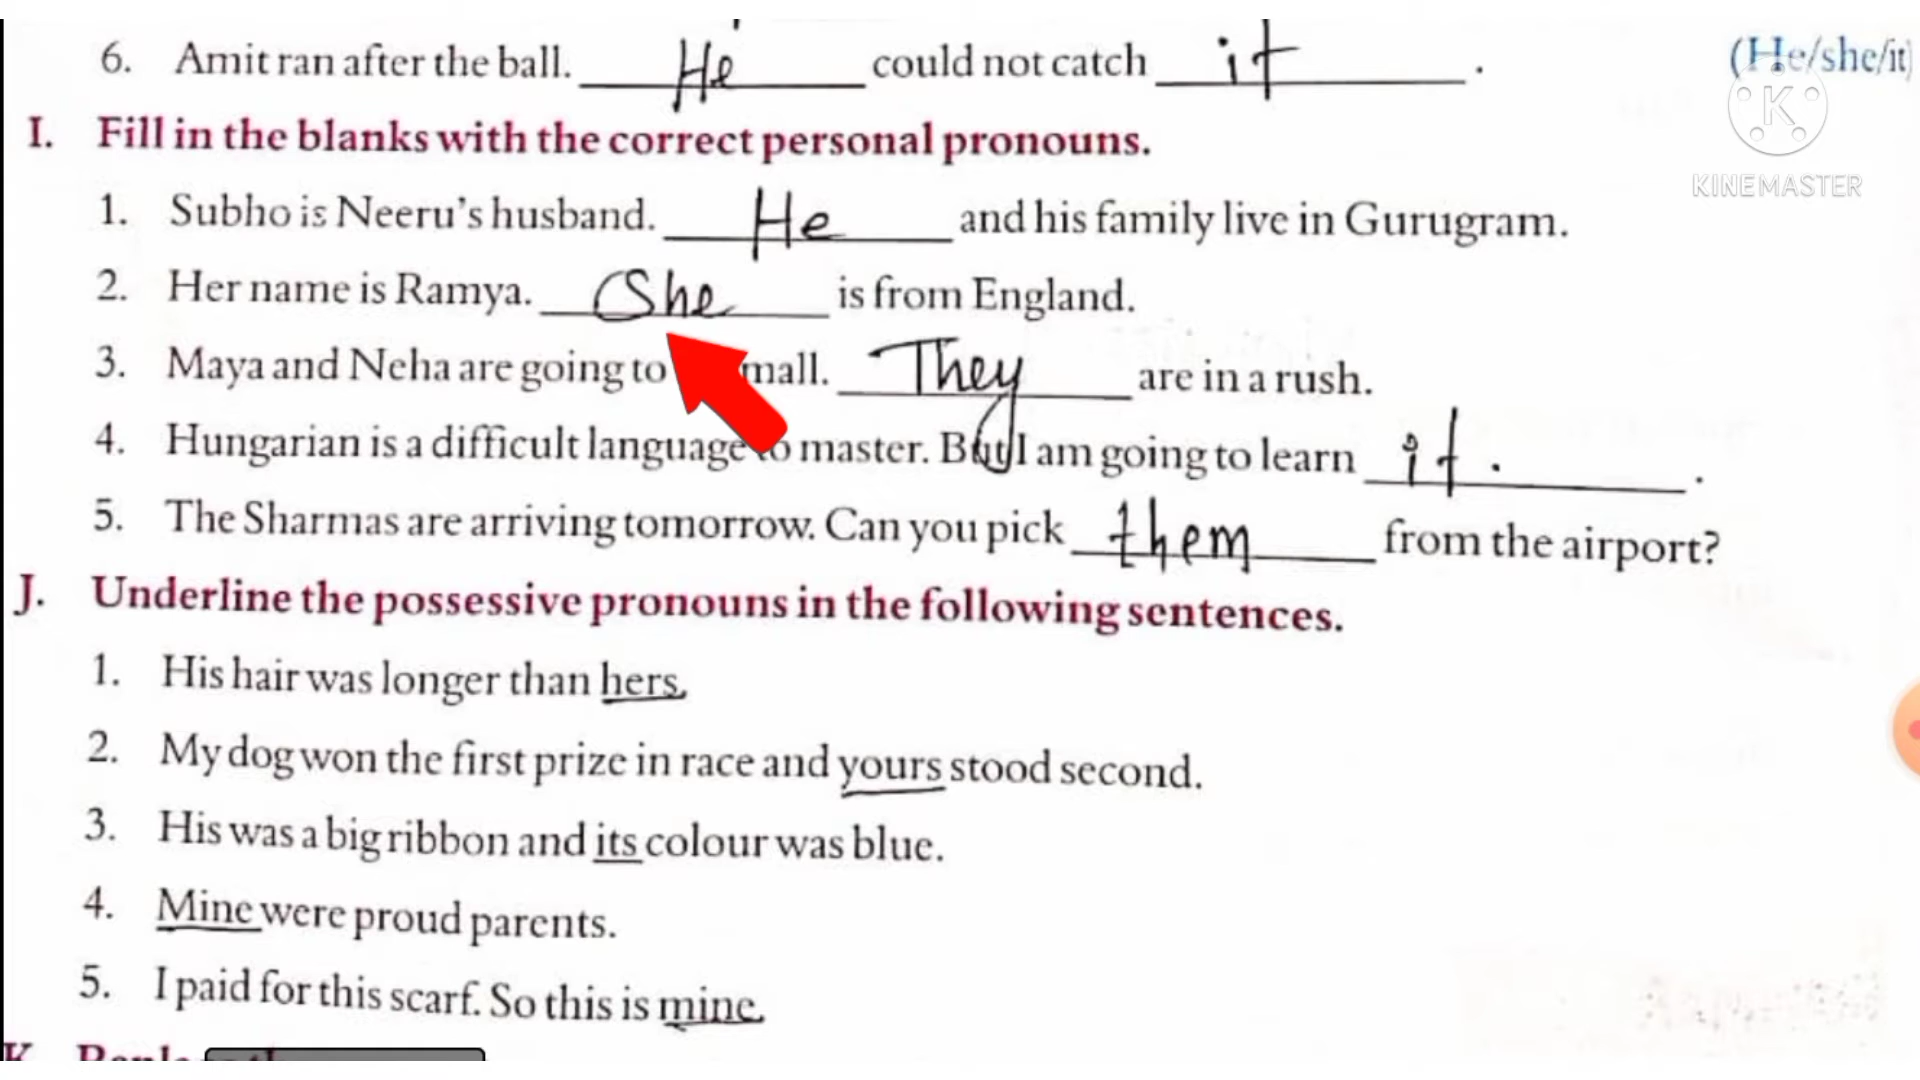 6. Amit ran after the ball. He could not catch it. (He/she/it)
KINEMASTER
I. Fill in the blanks with the correct personal pronouns.
1. Subho is Neeru's husband. He and his family live in Gurugram.
2. Her name is Ramya. She is from England.
3. Maya and Neha are going to mall. They are in a rush.
4. Hungarian is a difficult language to master. But I am going to learn it.
5. The Sharmas are arriving tomorrow. Can you pick them from the airport?
J. Underline the possessive pronouns in the following sentences.
1. His hair was longer than hers.
2. My dog won the first prize in race and yours stood second.
3. His was a big ribbon and its colour was blue.
4. Mine were proud parents.
5. I paid for this scarf. So this is mine.
K.